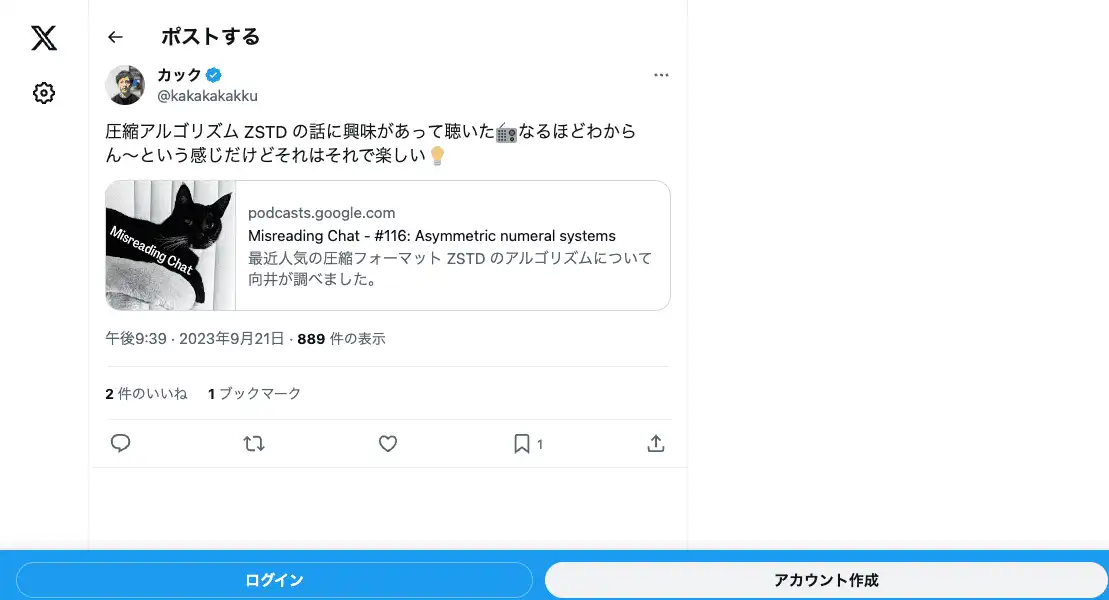 ポストする
カック
@kakakakakku
圧縮アルゴリズム ZSTD の話に興味があって聴いた📻なるほどわから
ん〜という感じだけどそれはそれで楽しい💡
Misreading Chat
podcasts.google.com
Misreading Chat - #116: Asymmetric numeral systems
最近人気の圧縮フォーマット ZSTD のアルゴリズムについて
向井が調べました。
午後9:39 · 2023年9月21日 · 889 件の表示
2 件のいいね 1 ブックマーク
1
ログイン
アカウント作成